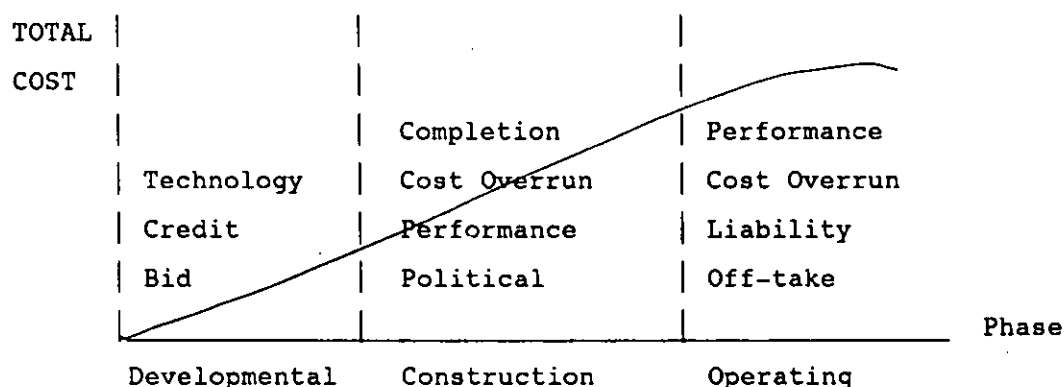 TOTAL
COST
Completion Performance
Technology Cost Overrun Cost Overrun
Credit Performance Liability
Bid Political Off-take
Phase
Developmental Construction Operating